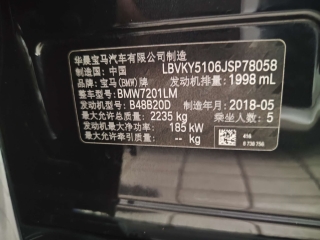 华晨宝马汽车有限公司制造
制造国：中国 LBVKY5106JSP78058
品牌：宝马(BMW)牌 发动机排量：1998 mL
整车型号：BMW7201LM
发动机型号：B48B20D 制造年月：2018-05
最大允许总质量：2235 kg 乘坐人数：5
发动机最大净功率：185 kW
最大允许牵引质量：-- kg
416
8 738 756